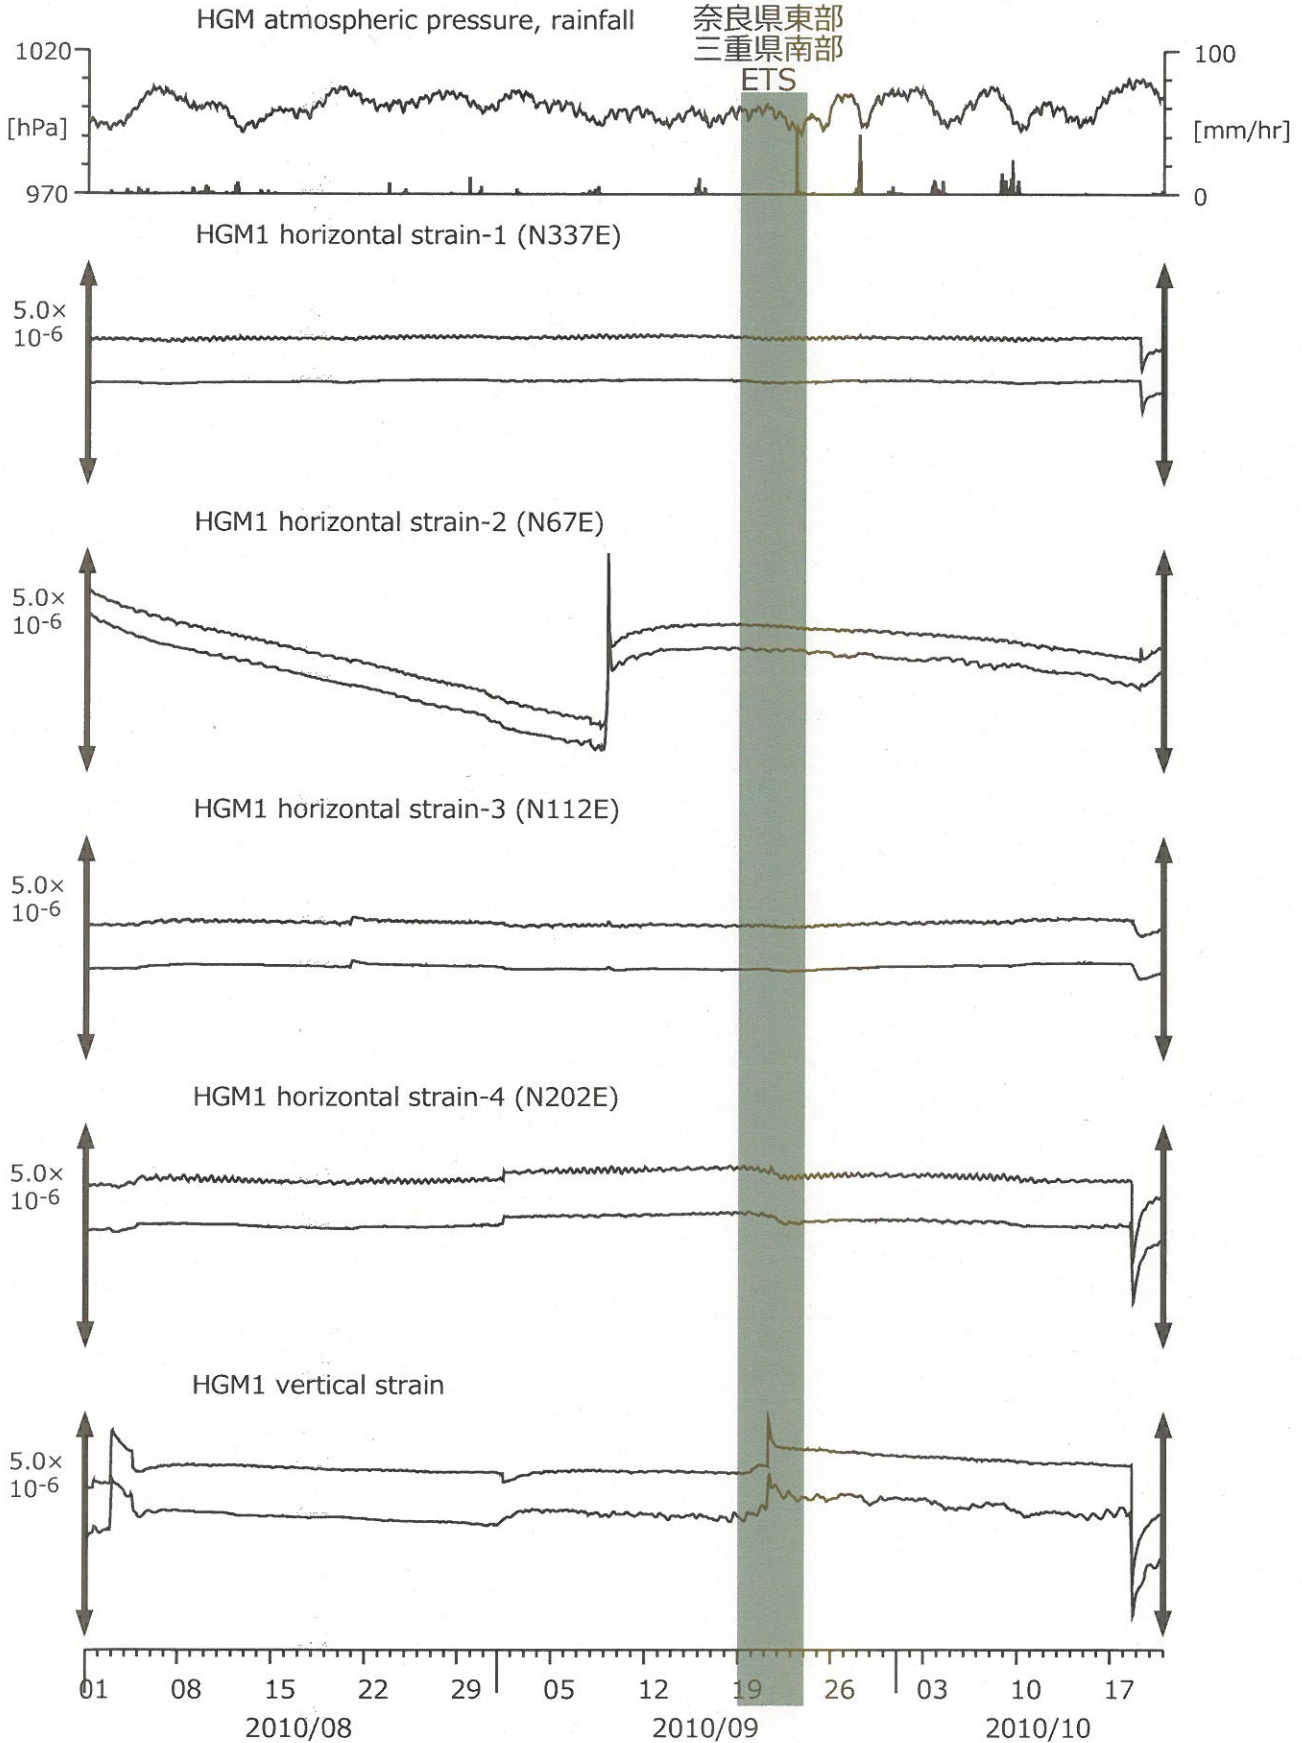 HGM atmospheric pressure, rainfall
奈良県東部
三重県南部
ETS
1020
[hPa]
970
100
[mm/hr]
0
HGM1 horizontal strain-1 (N337E)
5.0×
10-6
HGM1 horizontal strain-2 (N67E)
5.0×
10-6
HGM1 horizontal strain-3 (N112E)
5.0×
10-6
HGM1 horizontal strain-4 (N202E)
5.0×
10-6
HGM1 vertical strain
5.0×
10-6
01 08 15 22 29 05 12 19 26 03 10 17
2010/08 2010/09 2010/10